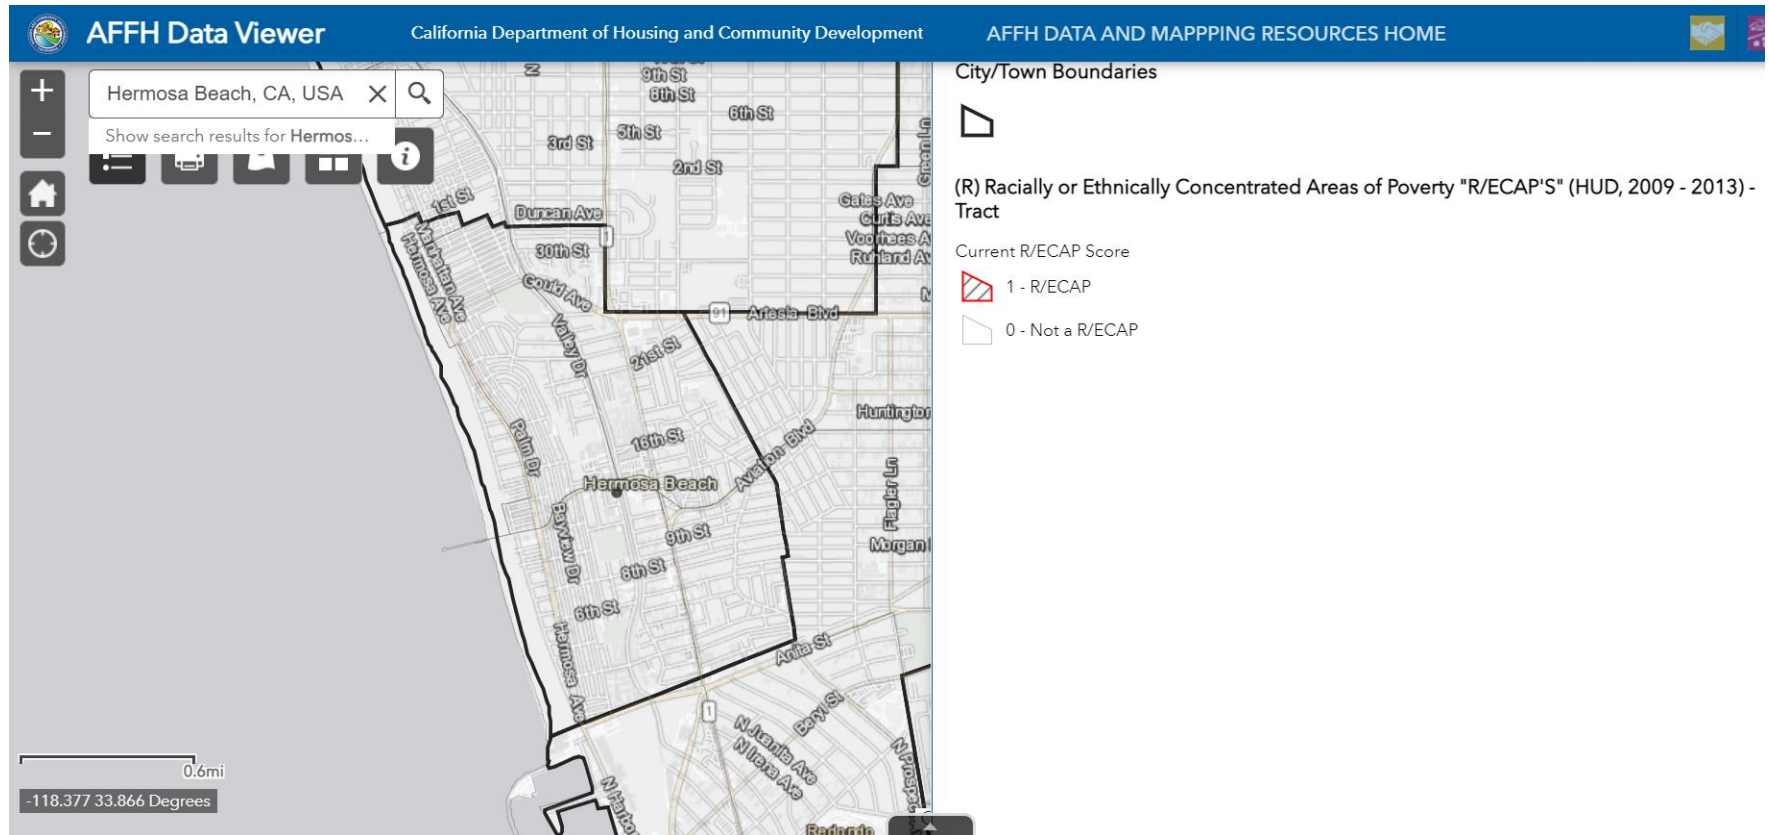 AFFH Data Viewer
California Department of Housing and Community Development
AFFH DATA AND MAPPPING RESOURCES HOME
Hermosa Beach, CA, USA
Show search results for Hermos...
City/Town Boundaries
(R) Racially or Ethnically Concentrated Areas of Poverty "R/ECAP'S" (HUD, 2009 - 2013) -
Tract
Current R/ECAP Score
1 - R/ECAP
0 - Not a R/ECAP
9th St
8th St
6th St
5th St
3rd St
2nd St
1st St
Duncan Ave
Gates Ave
Curtis Ave
Ruhland Av
30th St
1
Manhattan Ave
Hermosa Ave
Gould Ave
91
Artesia Blvd
Valley Dr
21st St
16th St
Palm Dr
Aviation Blvd
Hermosa Beach
Flagler Ln
Bayview Dr
9th St
8th St
6th St
Hermosa Ave
Anita St
1
Beryl St
N Juanita Ave
N Irena Ave
Redondo
0.6mi
-118.377 33.866 Degrees